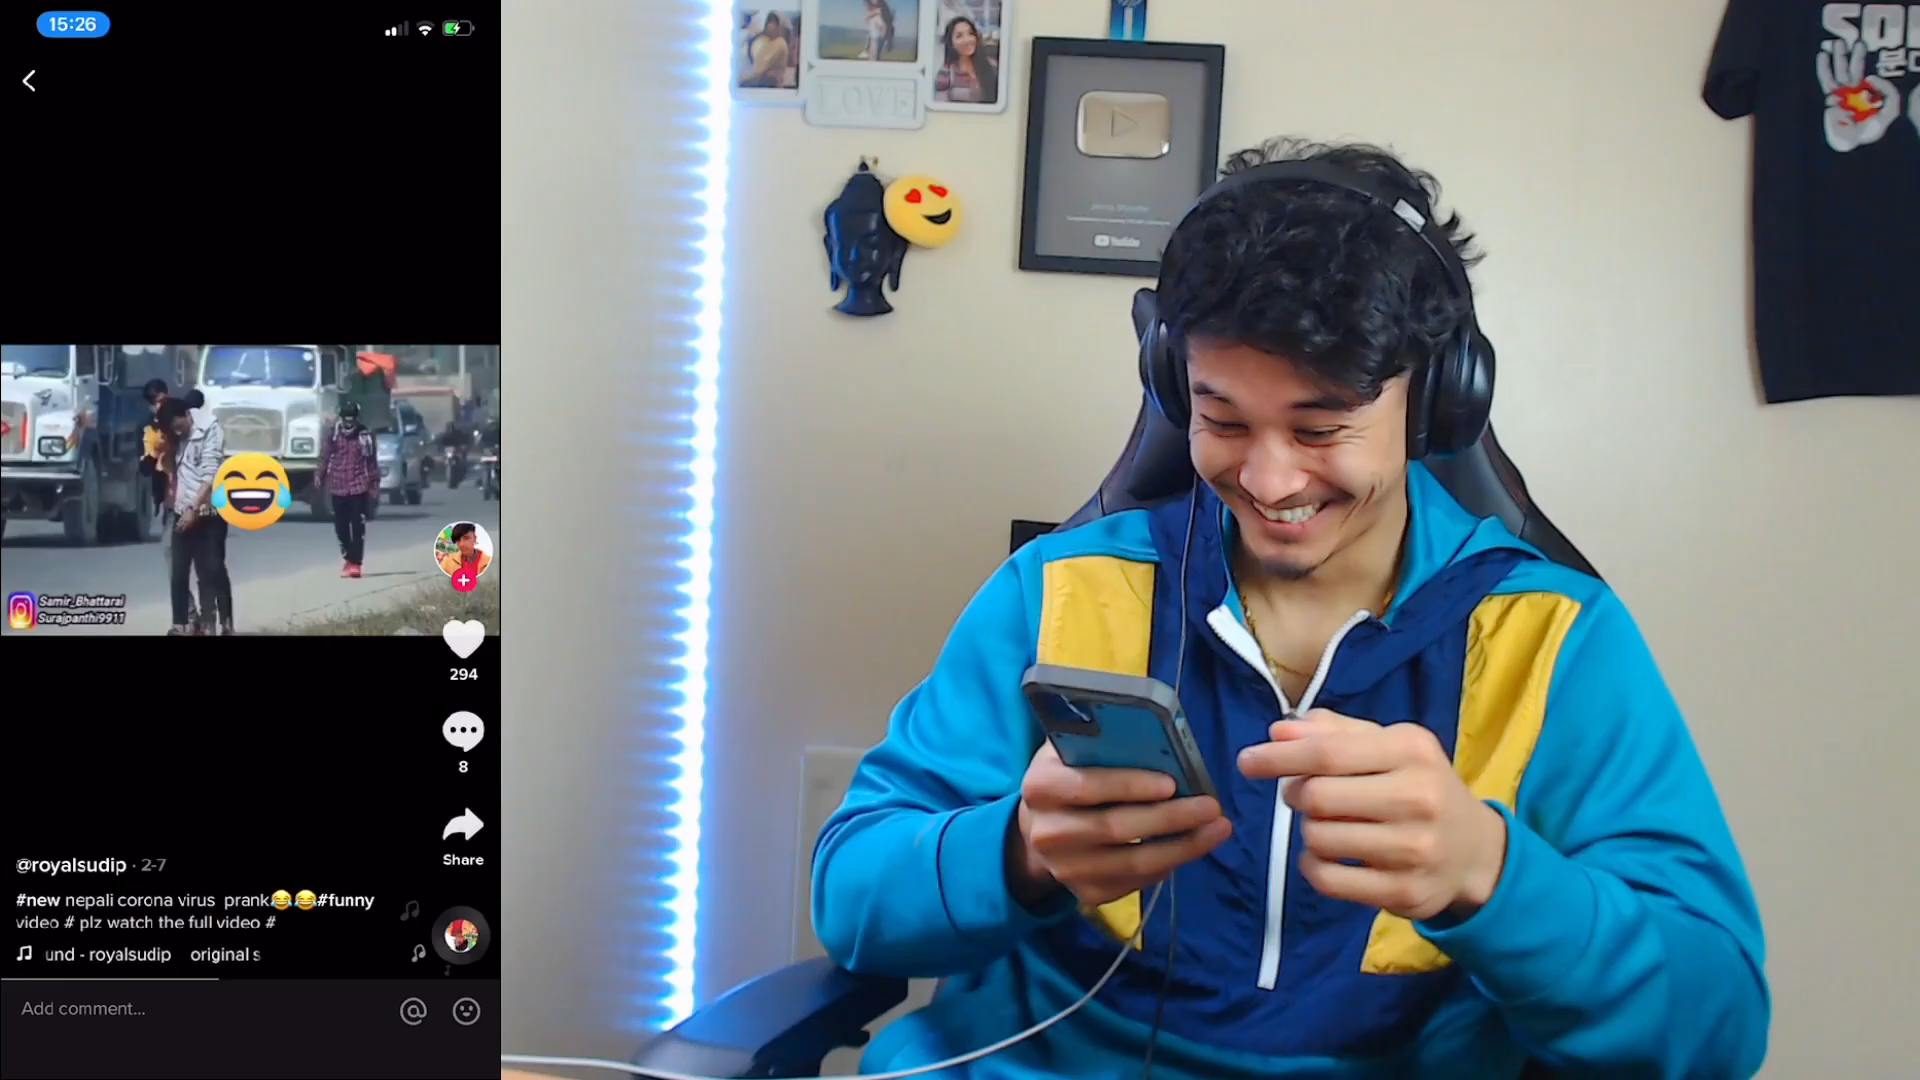 15:26
Samir_Bhattarai
Surajpanthi9911
294
8
Share
@royalsudip · 2-7
#new nepali corona virus prank😂😂#funny
video # plz watch the full video #
und - royalsudip original s
Add comment...
LOVE
YouTube